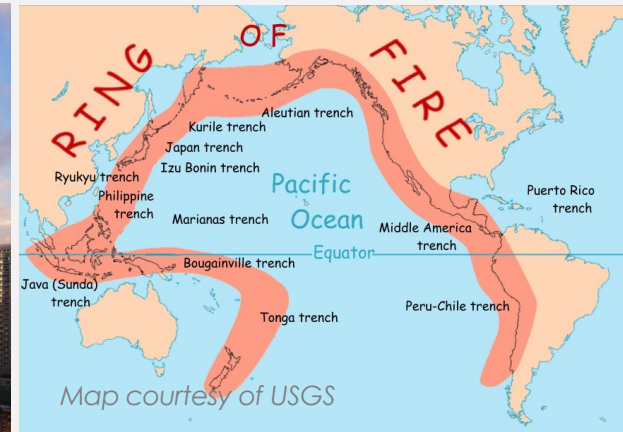 RING
OF
FIRE
Aleutian trench
Kurile trench
Japan trench
Izu Bonin trench
Ryukyu trench
Philippine
trench
Marianas trench
Pacific
Ocean
Equator
Puerto Rico
trench
Middle America
trench
Java (Sunda)
trench
Bougainville trench
Tonga trench
Peru-Chile trench
Map courtesy of USGS